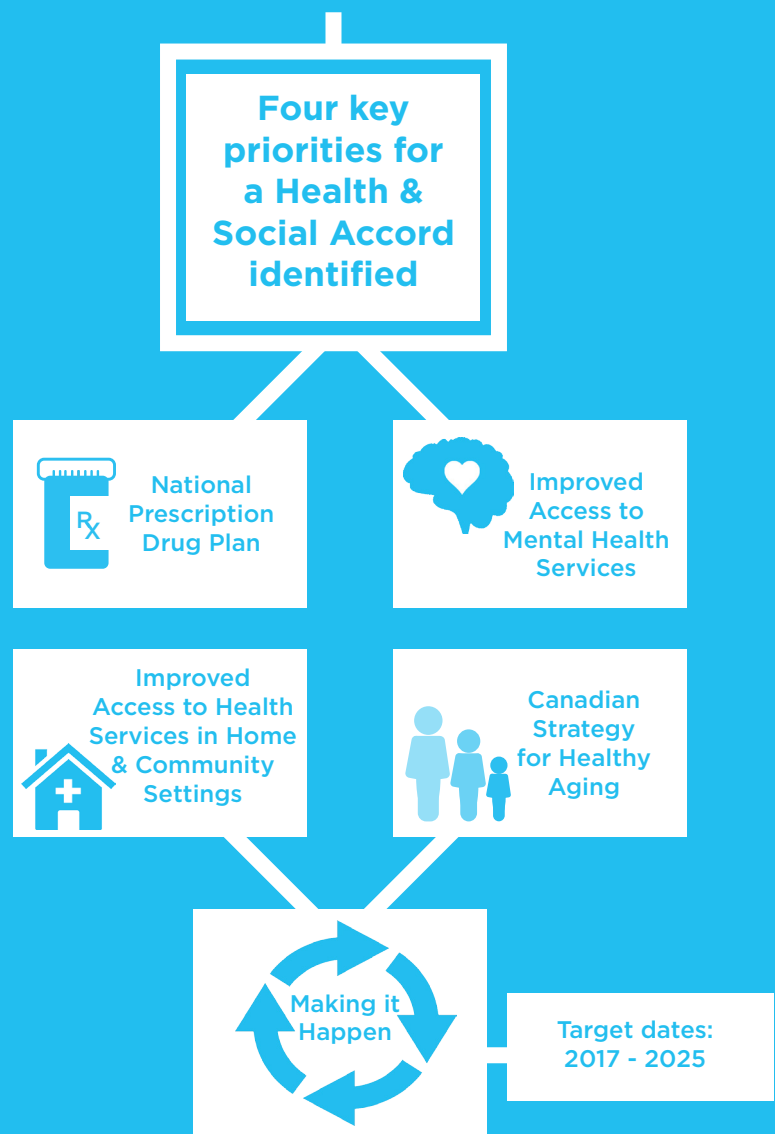 Four key
priorities for
a Health &
Social Accord
identified
National
Prescription
Drug Plan
Rx
Improved
Access to
Mental Health
Services
Improved
Access to Health
Services in Home
& Community
Settings
Canadian
Strategy
for Healthy
Aging
Making it
Happen
Target dates:
2017 - 2025